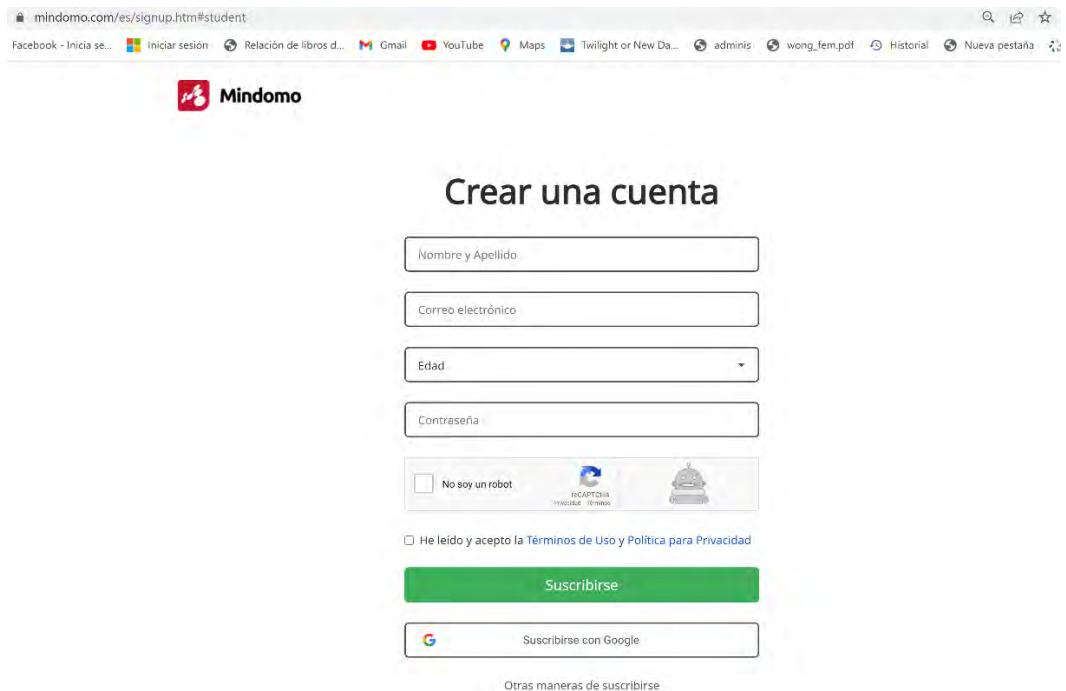 mindomo.com/es/signup.htm#student
Facebook - Inicia se... Iniciar sesión Relación de libros d... Gmail YouTube Maps Twilight or New Da... adminis wong_fem.pdf Historial Nueva pestaña
Mindomo
Crear una cuenta
Nombre y Apellido
Correo electrónico
Edad
Contraseña
No soy un robot
reCAPTCHA
Privacidad - Términos
He leído y acepto la Términos de Uso y Política para Privacidad
Suscribirse
Suscribirse con Google
Otras maneras de suscribirse